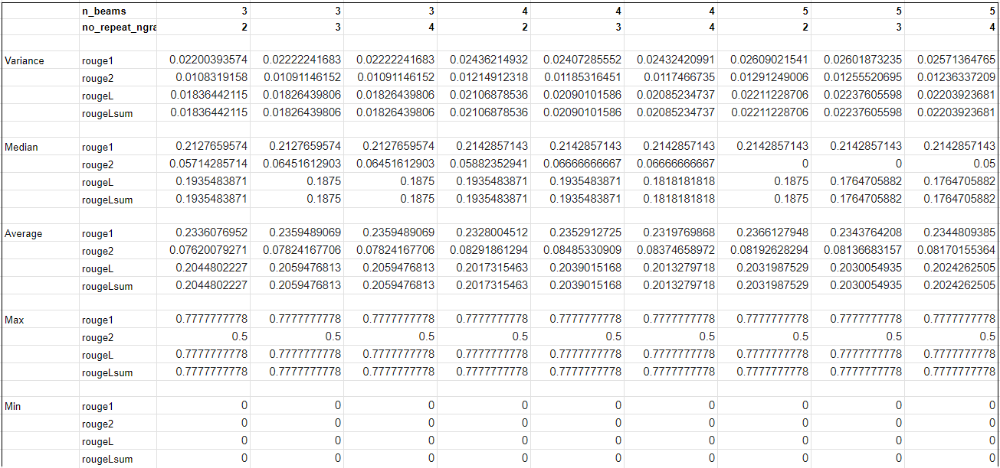 n_beams 3 3 3 4 4 4 5 5 5
no_repeat_ngra 2 3 4 2 3 4 2 3 4
Variance rouge1 0.02200393574 0.02222241683 0.02222241683 0.02436214932 0.02407285552 0.02432420991 0.02609021541 0.02601873235 0.02571364765
rouge2 0.0108319158 0.01091146152 0.01091146152 0.01214912318 0.01185316451 0.0117466735 0.01291249006 0.01255520695 0.01236337209
rougeL 0.01836442115 0.01826439806 0.01826439806 0.02106878536 0.02090101586 0.02085234737 0.02211228706 0.02237605598 0.02203923681
rougeLsum 0.01836442115 0.01826439806 0.01826439806 0.02106878536 0.02090101586 0.02085234737 0.02211228706 0.02237605598 0.02203923681
Median rouge1 0.2127659574 0.2127659574 0.2127659574 0.2142857143 0.2142857143 0.2142857143 0.2142857143 0.2142857143 0.2142857143
rouge2 0.05714285714 0.06451612903 0.06451612903 0.05882352941 0.06666666667 0.06666666667 0 0 0.05
rougeL 0.1935483871 0.1875 0.1875 0.1935483871 0.1935483871 0.1818181818 0.1875 0.1764705882 0.1764705882
rougeLsum 0.1935483871 0.1875 0.1875 0.1935483871 0.1935483871 0.1818181818 0.1875 0.1764705882 0.1764705882
Average rouge1 0.2336076952 0.2359489069 0.2359489069 0.2328004512 0.2352912725 0.2319769868 0.2366127948 0.2343764208 0.2344809385
rouge2 0.07620079271 0.07824167706 0.07824167706 0.08291861294 0.08485330909 0.08374658972 0.08192628294 0.08136683157 0.08170155364
rougeL 0.2044802227 0.2059476813 0.2059476813 0.2017315463 0.2039015168 0.2013279718 0.2031987529 0.2030054935 0.2024262505
rougeLsum 0.2044802227 0.2059476813 0.2059476813 0.2017315463 0.2039015168 0.2013279718 0.2031987529 0.2030054935 0.2024262505
Max rouge1 0.7777777778 0.7777777778 0.7777777778 0.7777777778 0.7777777778 0.7777777778 0.7777777778 0.7777777778 0.7777777778
rouge2 0.5 0.5 0.5 0.5 0.5 0.5 0.5 0.5 0.5
rougeL 0.7777777778 0.7777777778 0.7777777778 0.7777777778 0.7777777778 0.7777777778 0.7777777778 0.7777777778 0.7777777778
rougeLsum 0.7777777778 0.7777777778 0.7777777778 0.7777777778 0.7777777778 0.7777777778 0.7777777778 0.7777777778 0.7777777778
Min rouge1 0 0 0 0 0 0 0 0 0
rouge2 0 0 0 0 0 0 0 0 0
rougeL 0 0 0 0 0 0 0 0 0
rougeLsum 0 0 0 0 0 0 0 0 0